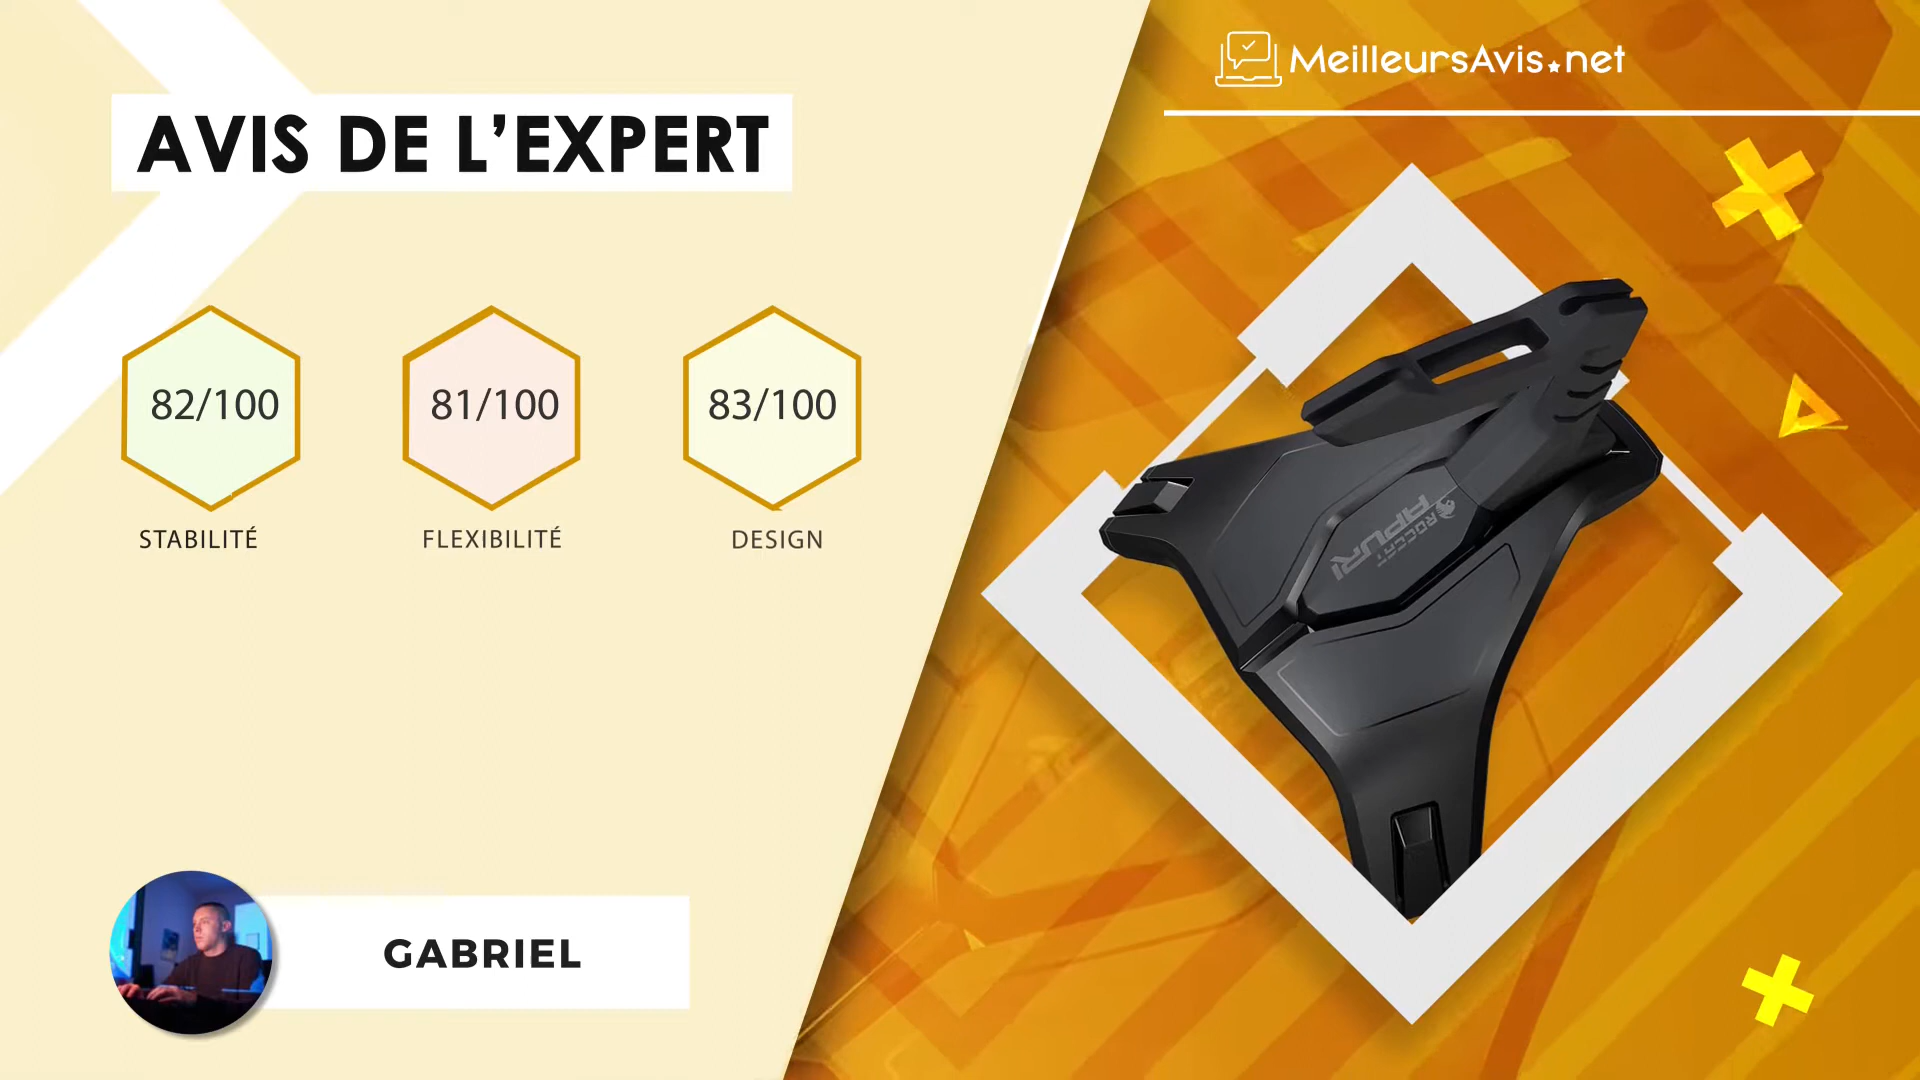 MeilleursAvis.net
AVIS DE L’EXPERT
82/100
81/100
83/100
STABILITÉ
FLEXIBILITÉ
DESIGN
ROCCAT
APURI
GABRIEL